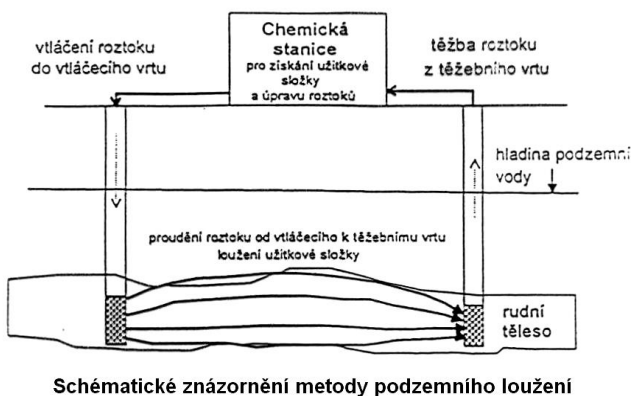 Chemická
stanice
pro získání užitkové
složky
a úpravu roztoků
vtláčení roztoku
do vtláčecího vrtu
těžba roztoku
z těžebního vrtu
hladina podzemní
vody
proudění roztoku od vtláčecího k těžebnímu vrtu
loužení užitkové složky
rudní
těleso
Schématické znázornění metody podzemního loužení